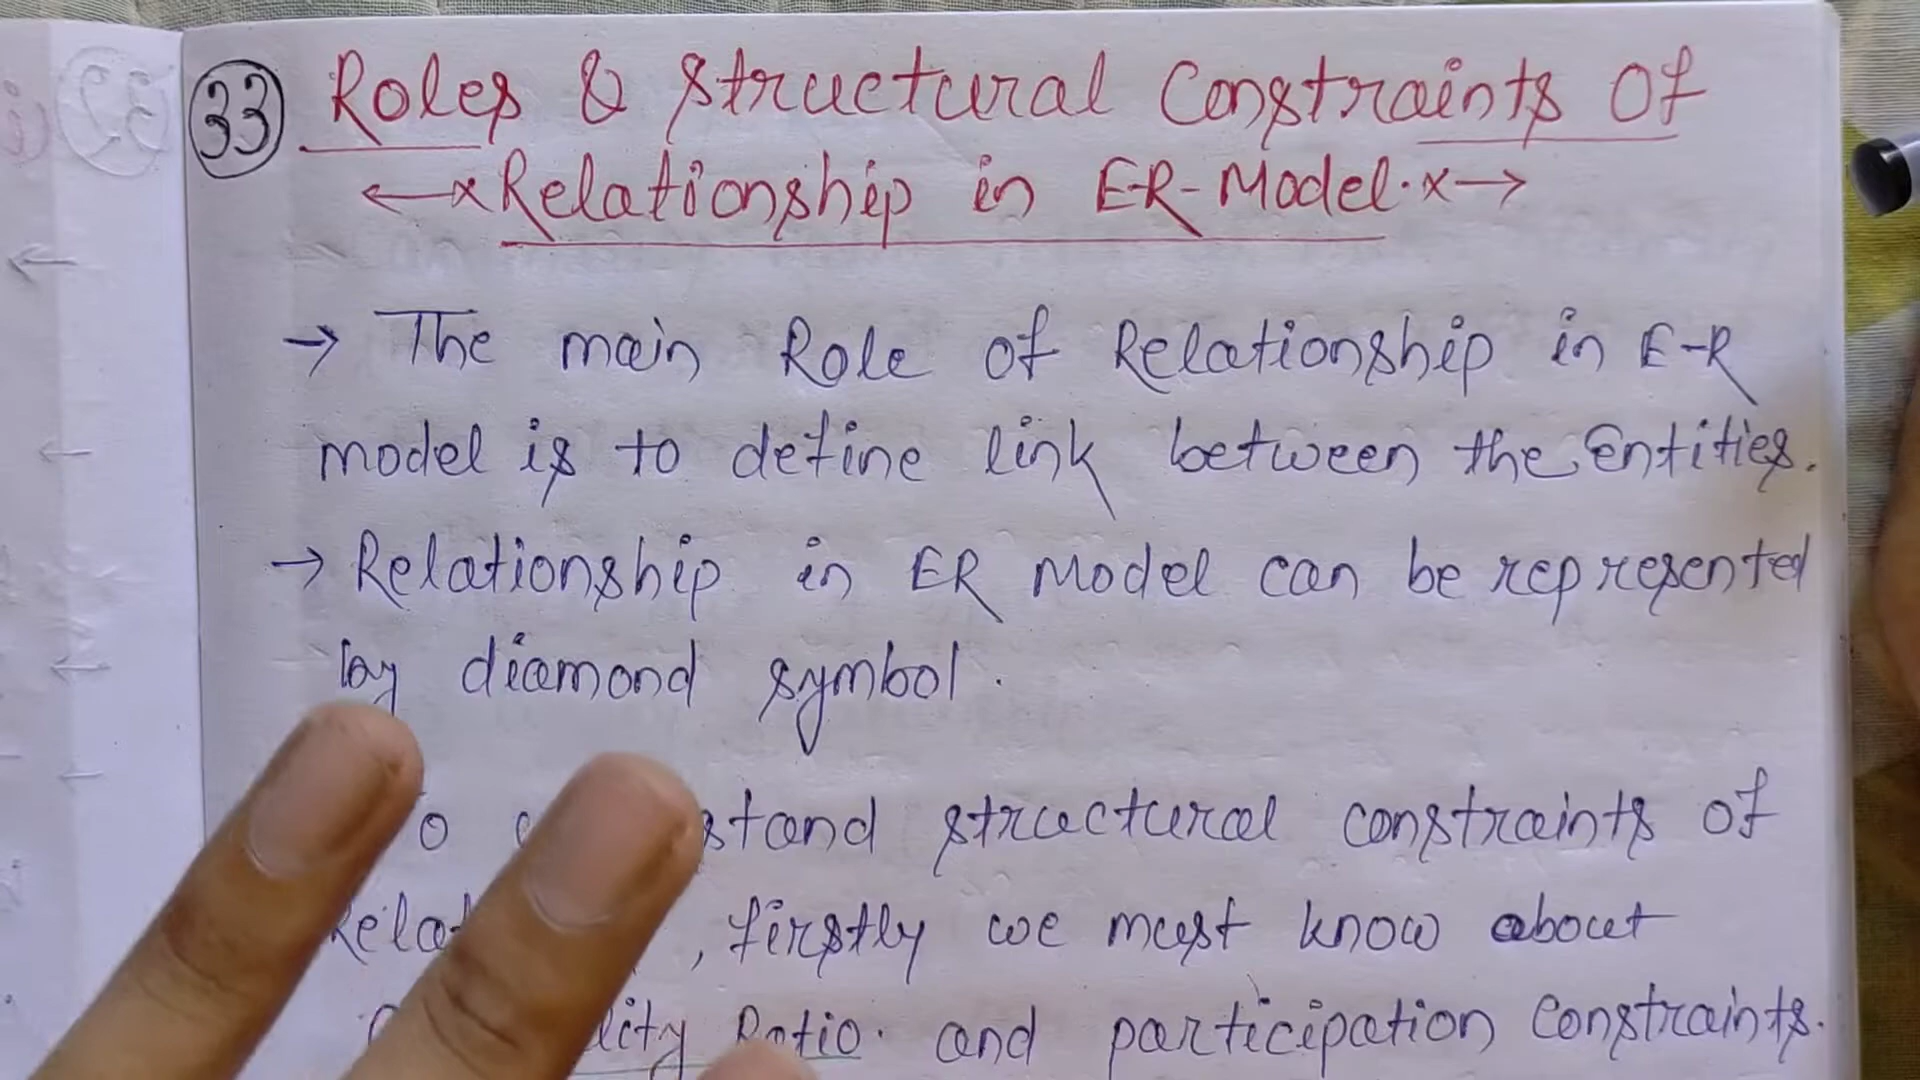 33 Roles & Structural Constraints Of
Relationship in E-R-Model.
→ The main Role of Relationship in E-R
model is to define link between the Entities.
→ Relationship in ER Model can be represented
by diamond symbol.
structural constraints of
, firstly we must know about
Ratio. and participation Constraints.